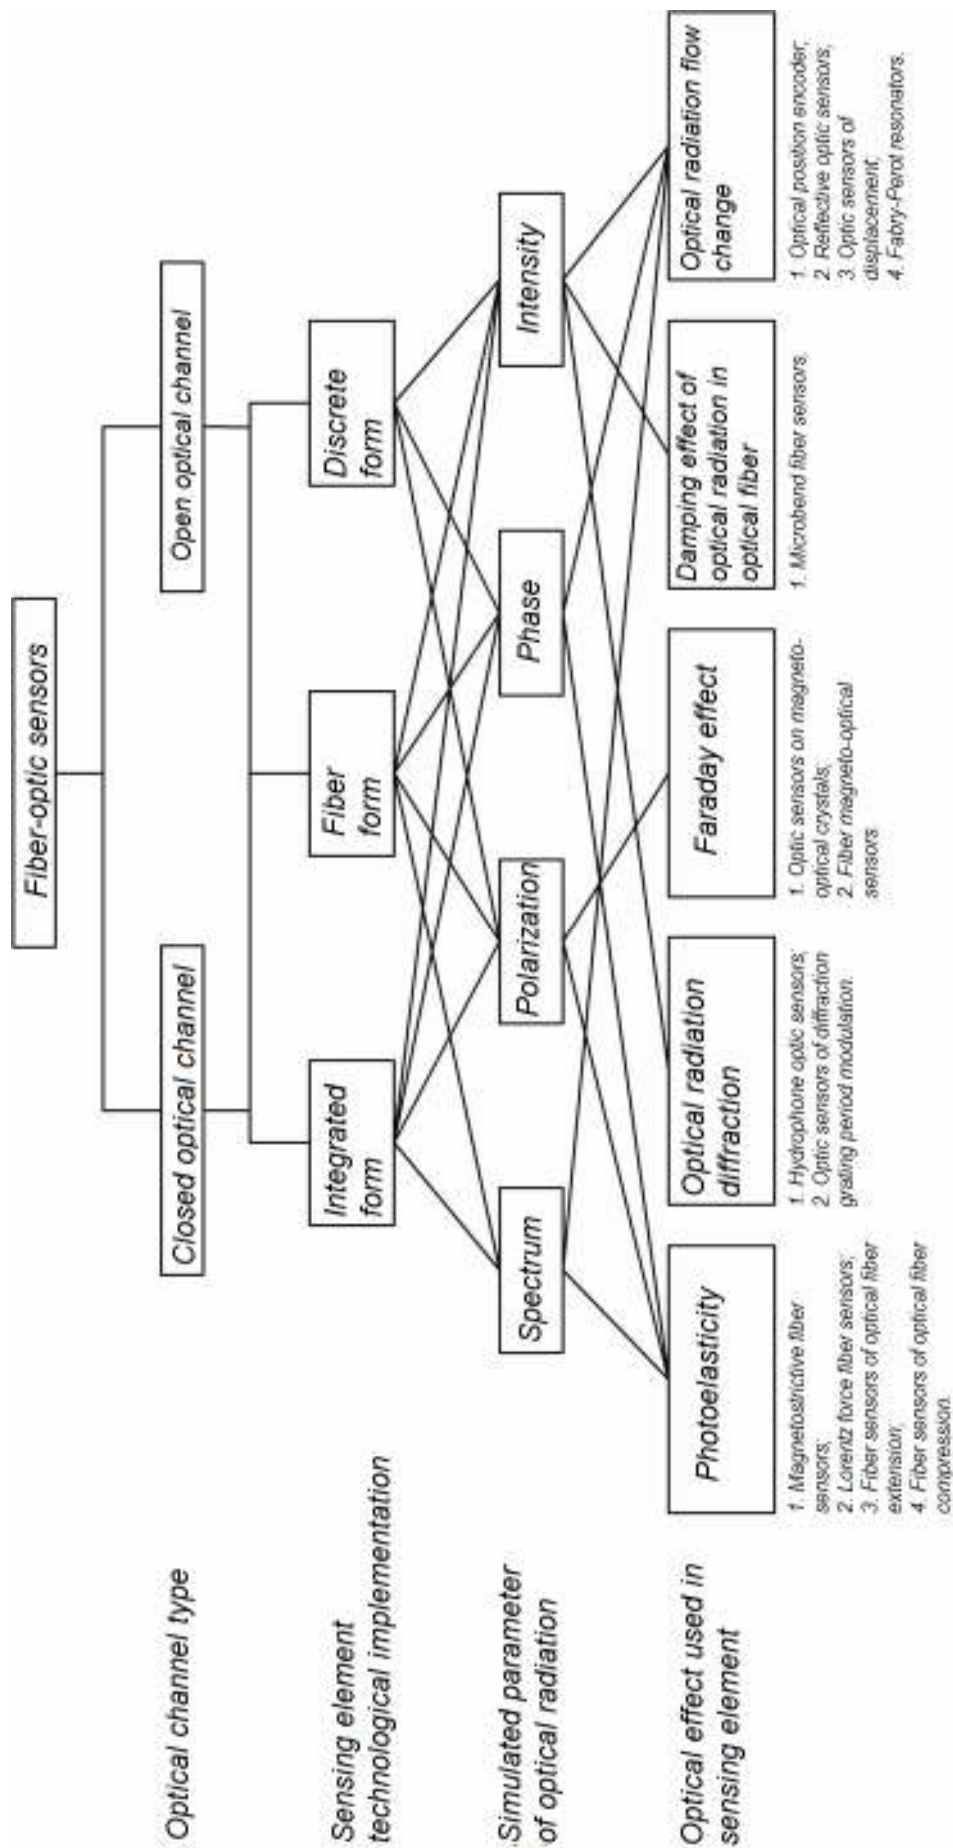 Fiber-optic sensors
Optical channel type
Closed optical channel
Open optical channel
Sensing element
technological implementation
Integrated
form
Fiber
form
Discrete
form
Simulated parameter
of optical radiation
Spectrum
Polarization
Phase
Intensity
Optical effect used in
sensing element
Photoelasticity
Optical radiation
diffraction
Faraday effect
Damping effect of
optical radiation in
optical fiber
Optical radiation flow
change
1. Magnetostrictive fiber
sensors;
2. Lorentz force fiber sensors;
3. Fiber sensors of optical fiber
extension;
4. Fiber sensors of optical fiber
compression.
1. Hydrophone optic sensors;
2. Optic sensors of diffraction
grating period modulation.
1. Optic sensors on magneto-
optical crystals;
2. Fiber magneto-optical
sensors.
1. Microbend fiber sensors.
1. Optical position encoder;
2. Reflective optic sensors;
3. Optic sensors of
displacement;
4. Fabry-Perot resonators.